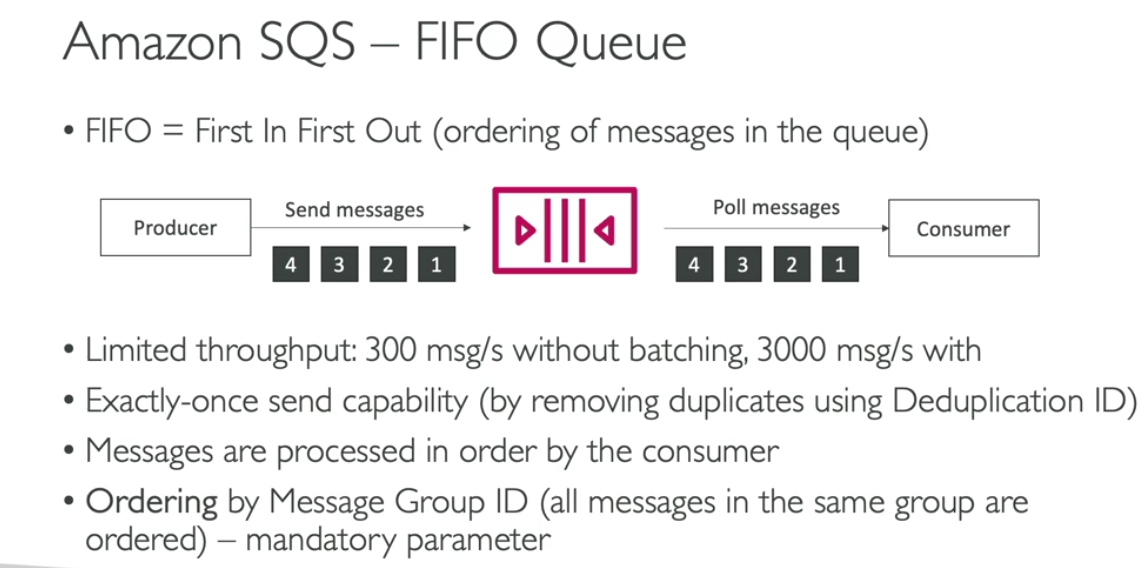 Amazon SQS – FIFO Queue
• FIFO = First In First Out (ordering of messages in the queue)
Producer
Send messages
4 3 2 1
Poll messages
4 3 2 1
Consumer
• Limited throughput: 300 msg/s without batching, 3000 msg/s with
• Exactly-once send capability (by removing duplicates using Deduplication ID)
• Messages are processed in order by the consumer
• Ordering by Message Group ID (all messages in the same group are
ordered) – mandatory parameter